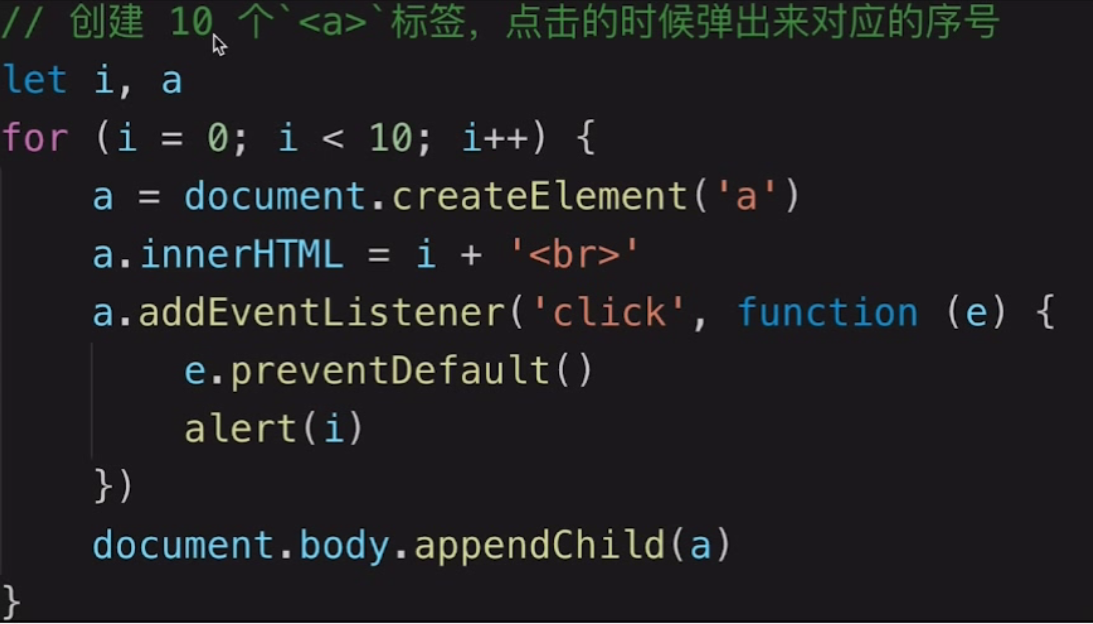 // 创建 10 个`<a>`标签，点击的时候弹出来对应的序号
let i, a
for (i = 0; i < 10; i++) {
    a = document.createElement('a')
    a.innerHTML = i + '<br>'
    a.addEventListener('click', function (e) {
        e.preventDefault()
        alert(i)
    })
    document.body.appendChild(a)
}